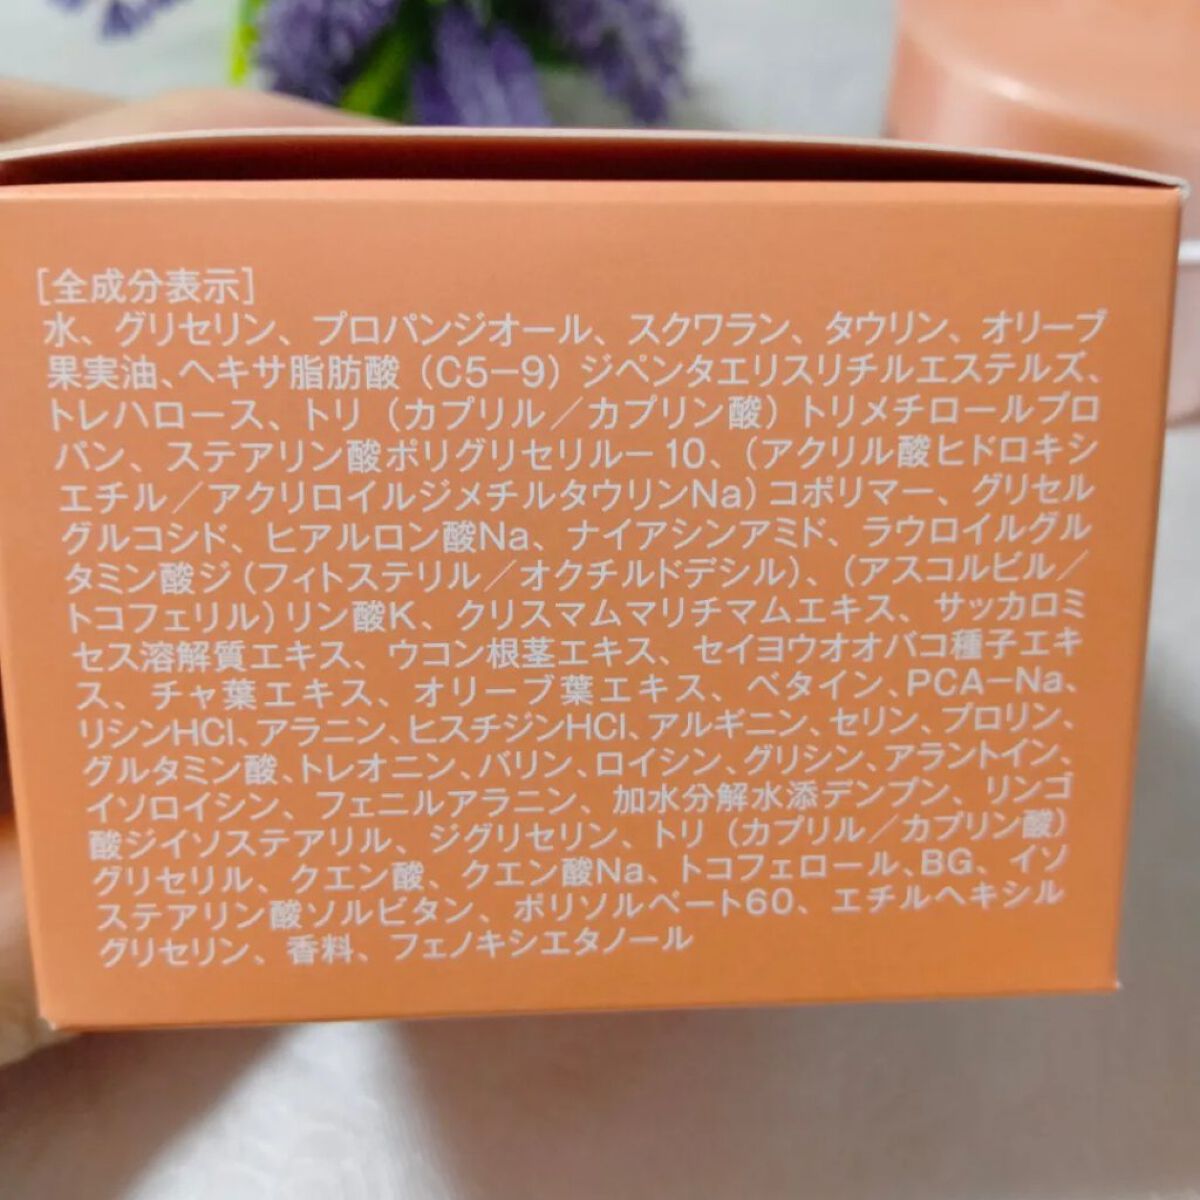 [全成分表示]
水、グリセリン、プロパンジオール、スクワラン、タウリン、オリーブ
果実油、ヘキサ脂肪酸（C5−9）ジペンタエリスリチルエステルズ、
トレハロース、トリ（カプリル／カプリン酸）トリメチロールプロ
パン、ステアリン酸ポリグリセリルー10、（アクリル酸ヒドロキシ
エチル／アクリロイルジメチルタウリンNa）コポリマー、グリセル
グルコシド、ヒアルロン酸Na、ナイアシンアミド、ラウロイルグル
タミン酸ジ（フィトステリル／オクチルドデシル）、（アスコルビル／
トコフェリル）リン酸K、クリスマムマリチマムエキス、サッカロミ
セス溶解質エキス、ウコン根茎エキス、セイヨウオオバコ種子エキ
ス、チャ葉エキス、オリーブ葉エキス、ベタイン、PCA−Na、
リシンHCl、アラニン、ヒスチジンHCl、アルギニン、セリン、プロリン、
グルタミン酸、トレオニン、バリン、ロイシン、グリシン、アラントイン、
イソロイシン、フェニルアラニン、加水分解水添デンプン、リンゴ
酸ジイソステアリル、ジグリセリン、トリ（カプリル／カプリン酸）
グリセリル、クエン酸、クエン酸Na、トコフェロール、BG、イソ
ステアリン酸ソルビタン、ポリソルベート60、エチルヘキシル
グリセリン、香料、フェノキシエタノール